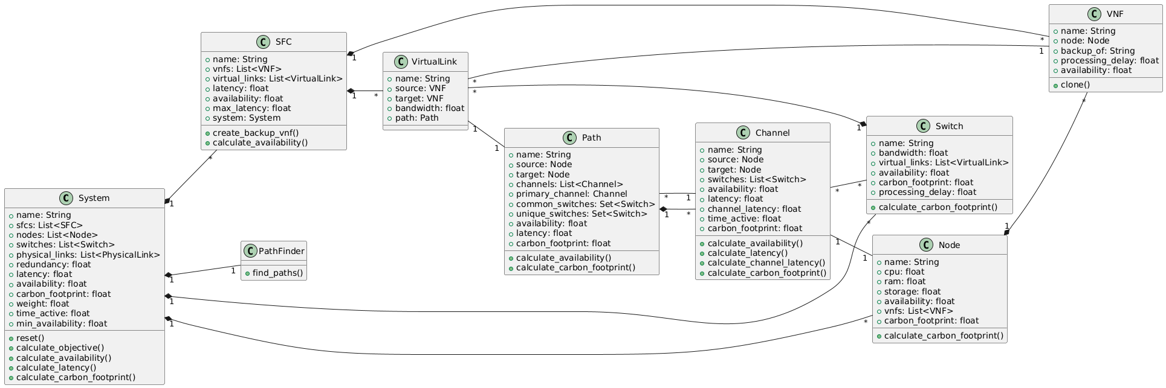 C SFC
name: String
vnfs: List<VNF>
virtual_links: List<VirtualLink>
latency: float
availability: float
max_latency: float
system: System
create_backup_vnf()
calculate_availability()
C VirtualLink
name: String
source: VNF
target: VNF
bandwidth: float
path: Path
C VNF
name: String
node: Node
backup_of: String
processing_delay: float
availability: float
clone()
C Path
name: String
source: Node
target: Node
channels: List<Channel>
primary_channel: Channel
common_switches: Set<Switch>
unique_switches: Set<Switch>
availability: float
latency: float
carbon_footprint: float
calculate_availability()
calculate_carbon_footprint()
C Channel
name: String
source: Node
target: Node
switches: List<Switch>
availability: float
latency: float
channel_latency: float
time_active: float
carbon_footprint: float
calculate_availability()
calculate_latency()
calculate_channel_latency()
calculate_carbon_footprint()
C Switch
name: String
bandwidth: float
virtual_links: List<VirtualLink>
availability: float
carbon_footprint: float
processing_delay: float
calculate_carbon_footprint()
C System
name: String
sfcs: List<SFC>
nodes: List<Node>
switches: List<Switch>
physical_links: List<PhysicalLink>
redundancy: float
latency: float
availability: float
carbon_footprint: float
weight: float
time_active: float
min_availability: float
reset()
calculate_objective()
calculate_availability()
calculate_latency()
calculate_carbon_footprint()
C PathFinder
find_paths()
C Node
name: String
cpu: float
ram: float
storage: float
availability: float
vnfs: List<VNF>
carbon_footprint: float
calculate_carbon_footprint()
1
*
1
*
*
1
*
1
1
1
*
1
1
*
*
*
1
1
1
*
1
*
1
1
1
*
1
*